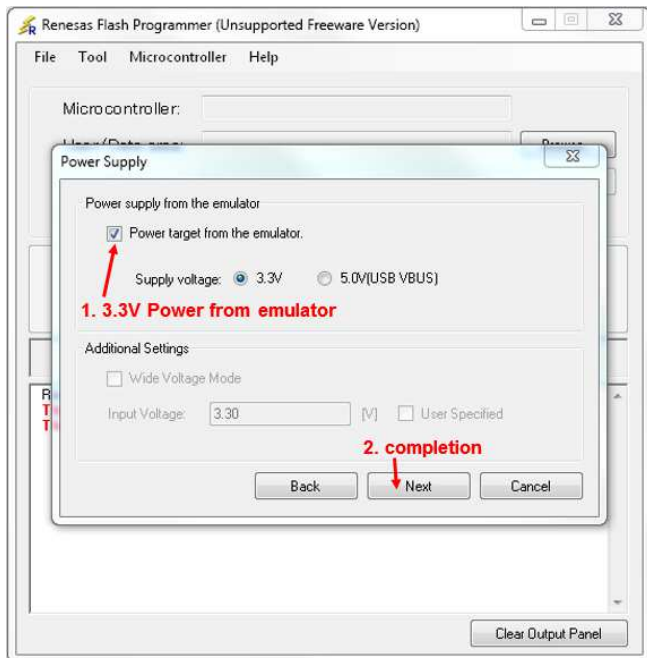 Renesas Flash Programmer (Unsupported Freeware Version)
File Tool Microcontroller Help
Microcontroller:
Power Supply
Power supply from the emulator
Power target from the emulator.
Supply voltage: 3.3V 5.0V(USB VBUS)
1. 3.3V Power from emulator
Additional Settings
Wide Voltage Mode
Input Voltage: 3.30 [V] User Specified
2. completion
Back Next Cancel
Clear Output Panel